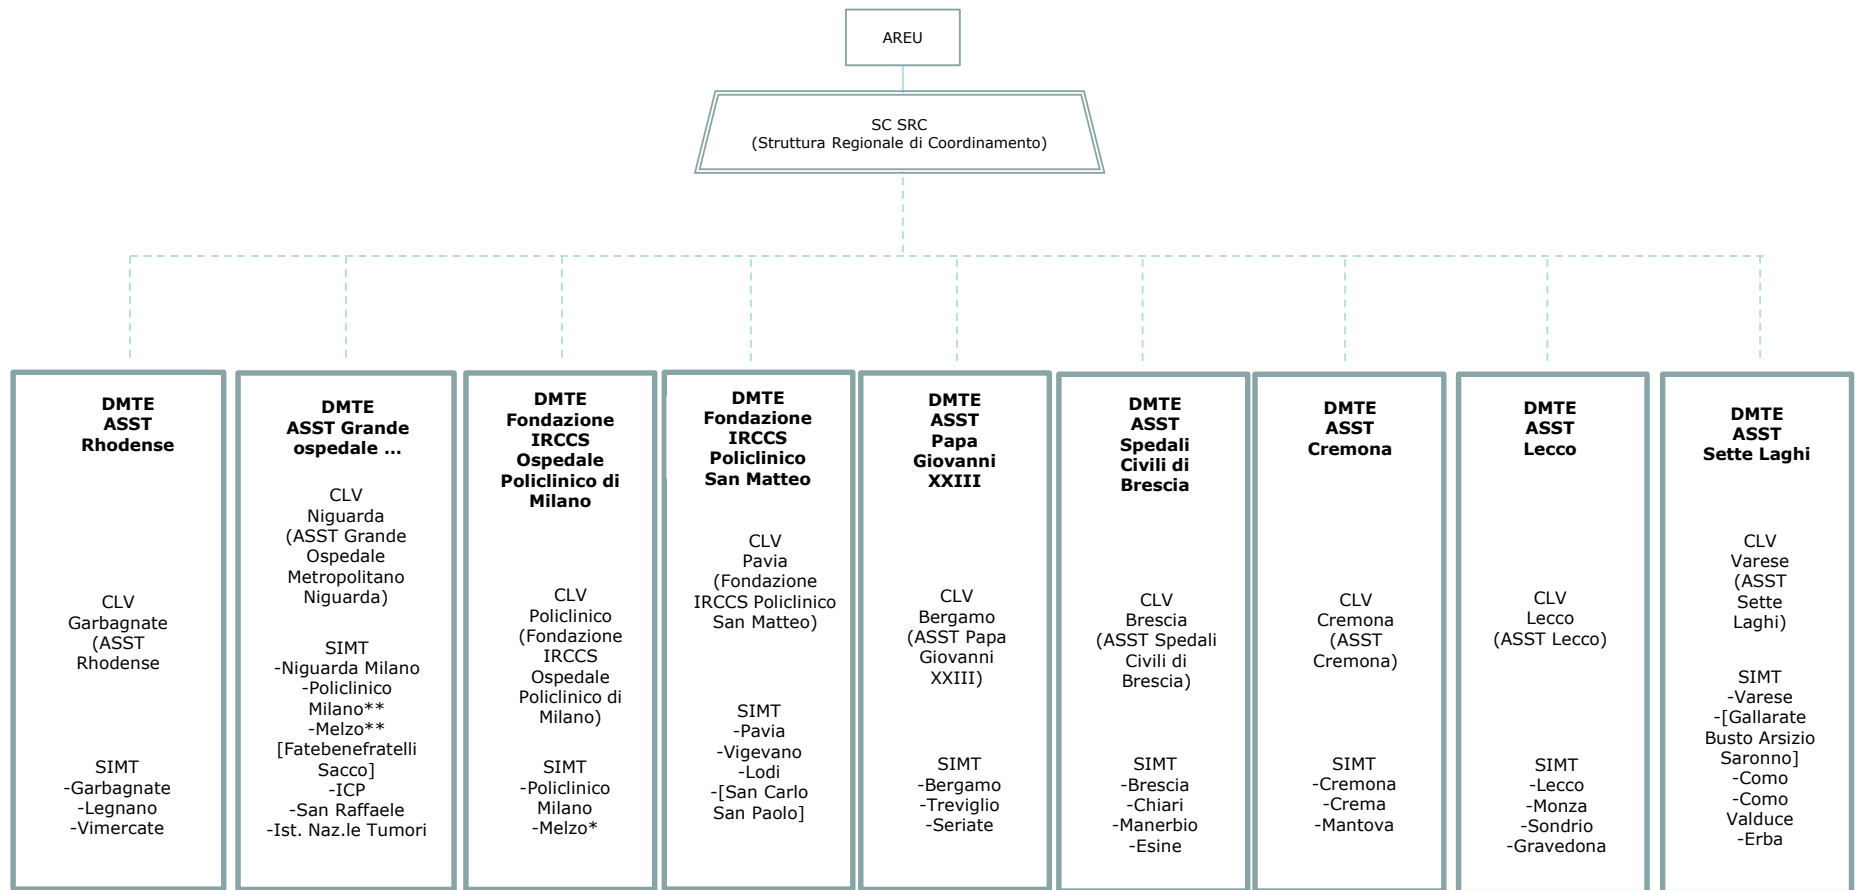 AREU
SC SRC
(Struttura Regionale di Coordinamento)
DMTE
ASST
Rhodense
CLV
Garbagnate
(ASST
Rhodense
SIMT
-Garbagnate
-Legnano
-Vimercate
DMTE
ASST Grande
ospedale ...
CLV
Niguarda
(ASST Grande
Ospedale
Metropolitano
Niguarda)
SIMT
-Niguarda Milano
-Policlinico
Milano**
-Melzo**
[Fatebenefratelli
Sacco]
-ICP
-San Raffaele
-Ist. Naz.le Tumori
DMTE
Fondazione
IRCCS
Ospedale
Policlinico di
Milano
CLV
Policlinico
(Fondazione
IRCCS
Ospedale
Policlinico di
Milano)
SIMT
-Policlinico
Milano
-Melzo*
DMTE
Fondazione
IRCCS
Policlinico
San Matteo
CLV
Pavia
(Fondazione
IRCCS Policlinico
San Matteo)
SIMT
-Pavia
-Vigevano
-Lodi
-[San Carlo
San Paolo]
DMTE
ASST
Papa
Giovanni
XXIII
CLV
Bergamo
(ASST Papa
Giovanni
XXIII)
SIMT
-Bergamo
-Treviglio
-Seriate
DMTE
ASST
Spedali
Civili di
Brescia
CLV
Brescia
(ASST Spedali
Civili di
Brescia)
SIMT
-Brescia
-Chiari
-Manerbio
-Esine
DMTE
ASST
Cremona
CLV
Cremona
(ASST
Cremona)
SIMT
-Cremona
-Crema
-Mantova
DMTE
ASST
Lecco
CLV
Lecco
(ASST Lecco)
SIMT
-Lecco
-Monza
-Sondrio
-Gravedona
DMTE
ASST
Sette Laghi
CLV
Varese
(ASST
Sette
Laghi)
SIMT
-Varese
-[Gallarate
Busto Arsizio
Saronno]
-Como
-Como
Valduce
-Erba